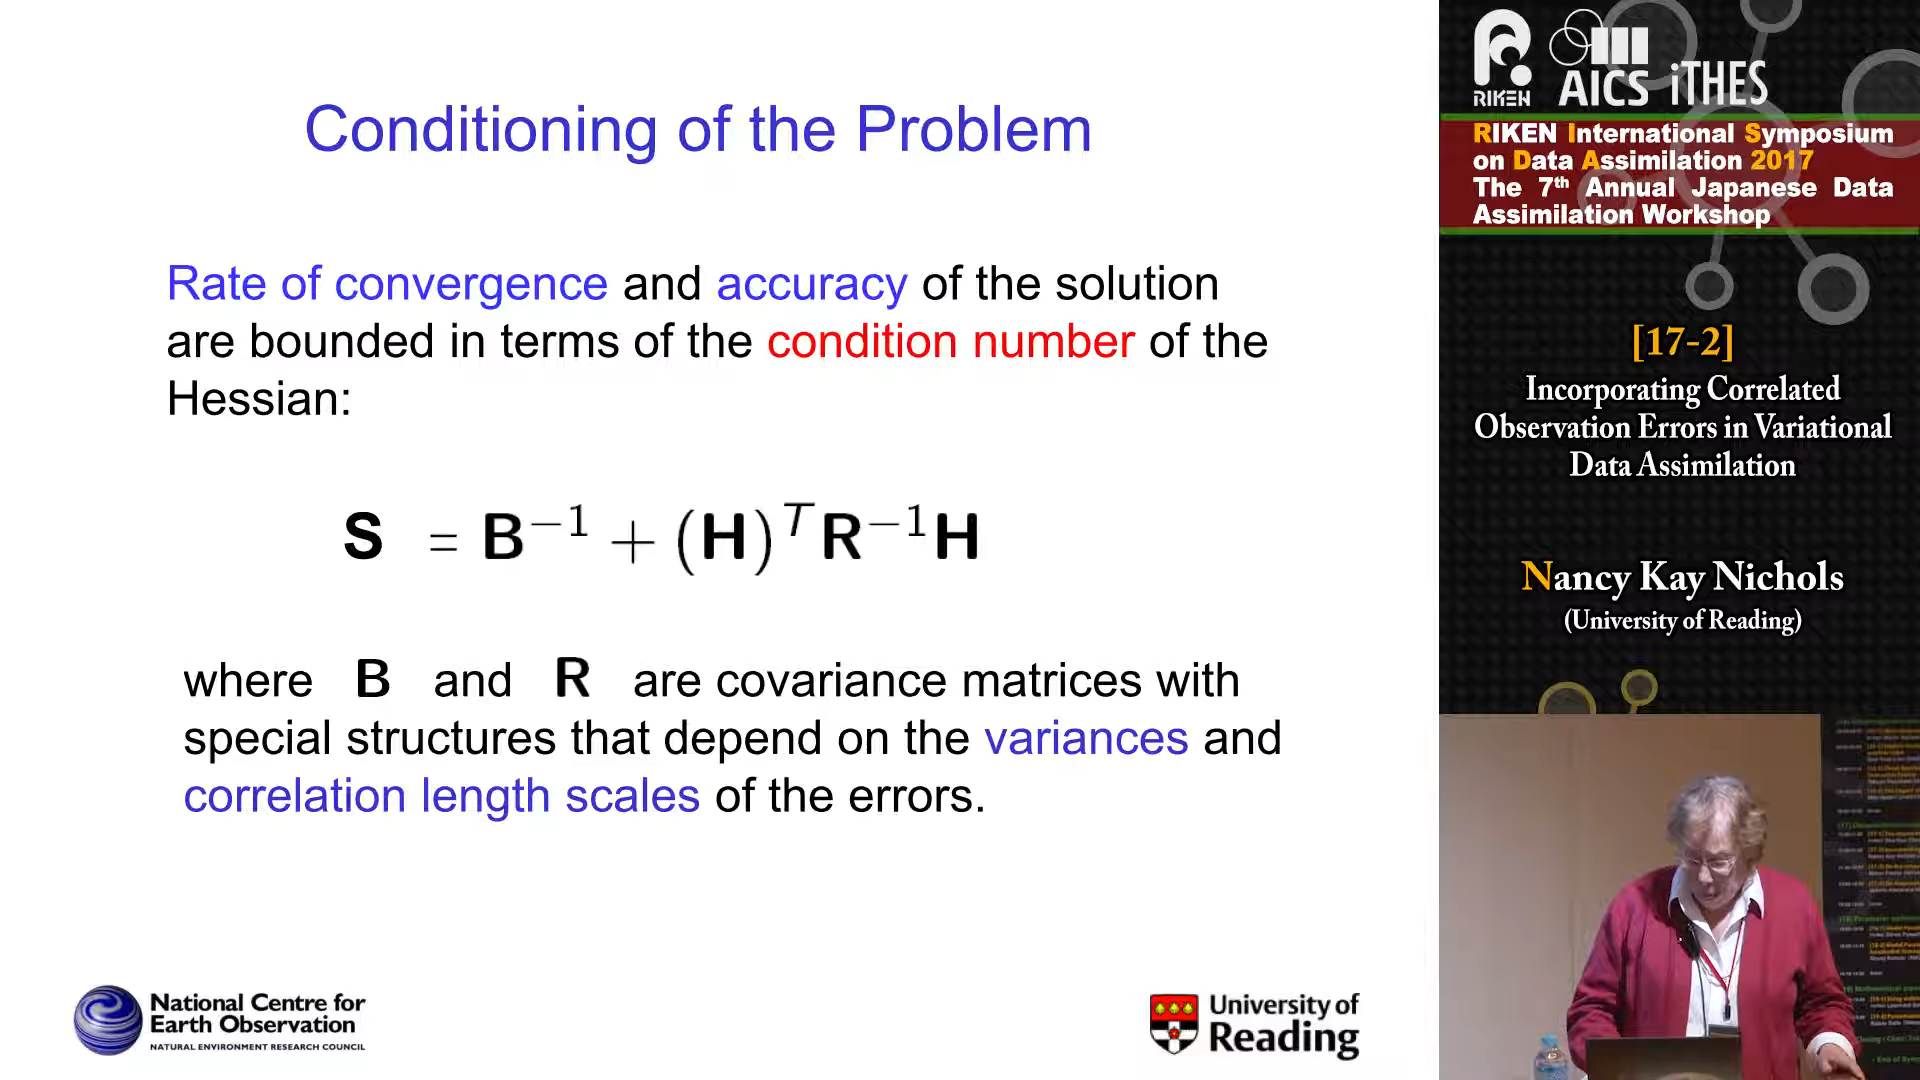 Conditioning of the Problem
Rate of convergence and accuracy of the solution
are bounded in terms of the condition number of the
Hessian:
S = B⁻¹ + (H)ᵀR⁻¹H
where B and R are covariance matrices with
special structures that depend on the variances and
correlation length scales of the errors.
National Centre for
Earth Observation
NATURAL ENVIRONMENT RESEARCH COUNCIL
University of
Reading
RIKEN AICS iTHES
RIKEN International Symposium
on Data Assimilation 2017
The 7th Annual Japanese Data
Assimilation Workshop
[17-2]
Incorporating Correlated
Observation Errors in Variational
Data Assimilation
Nancy Kay Nichols
(University of Reading)